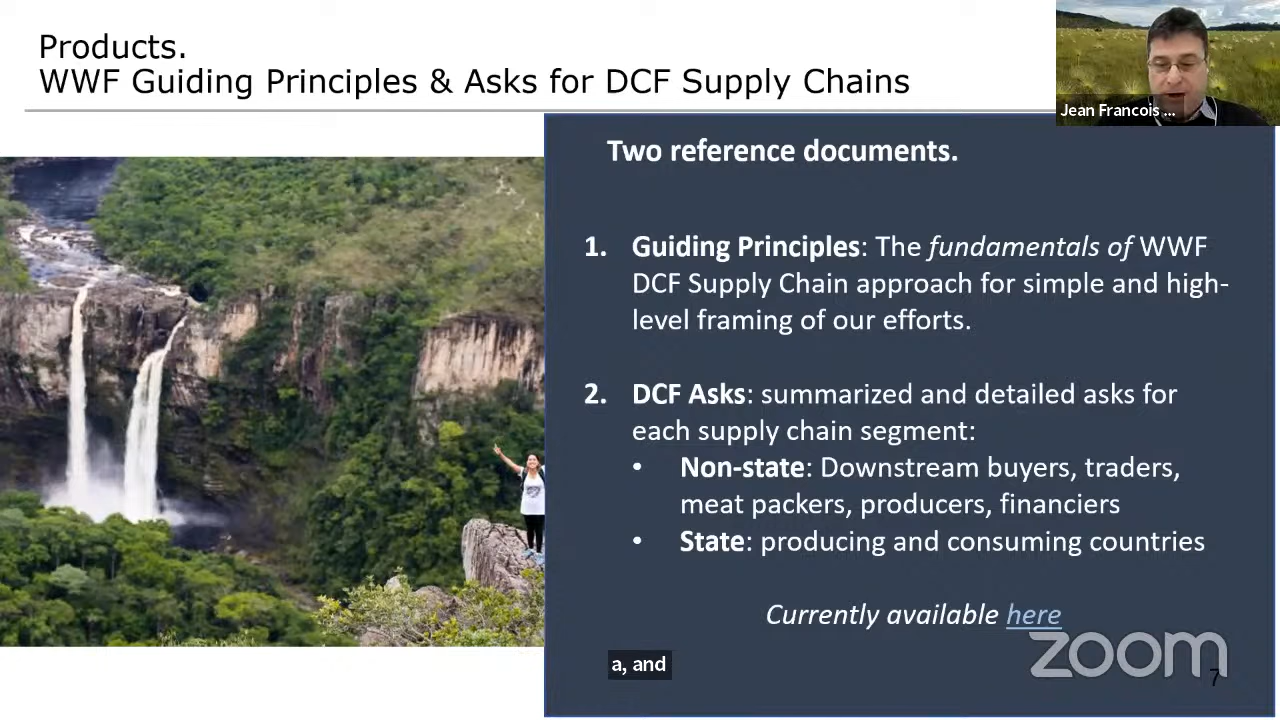 Products.
WWF Guiding Principles & Asks for DCF Supply Chains
Jean Francois ...
Two reference documents.
1. Guiding Principles: The fundamentals of WWF
DCF Supply Chain approach for simple and high-
level framing of our efforts.
2. DCF Asks: summarized and detailed asks for
each supply chain segment:
• Non-state: Downstream buyers, traders,
meat packers, producers, financiers
• State: producing and consuming countries
Currently available here
a, and
zoom
7